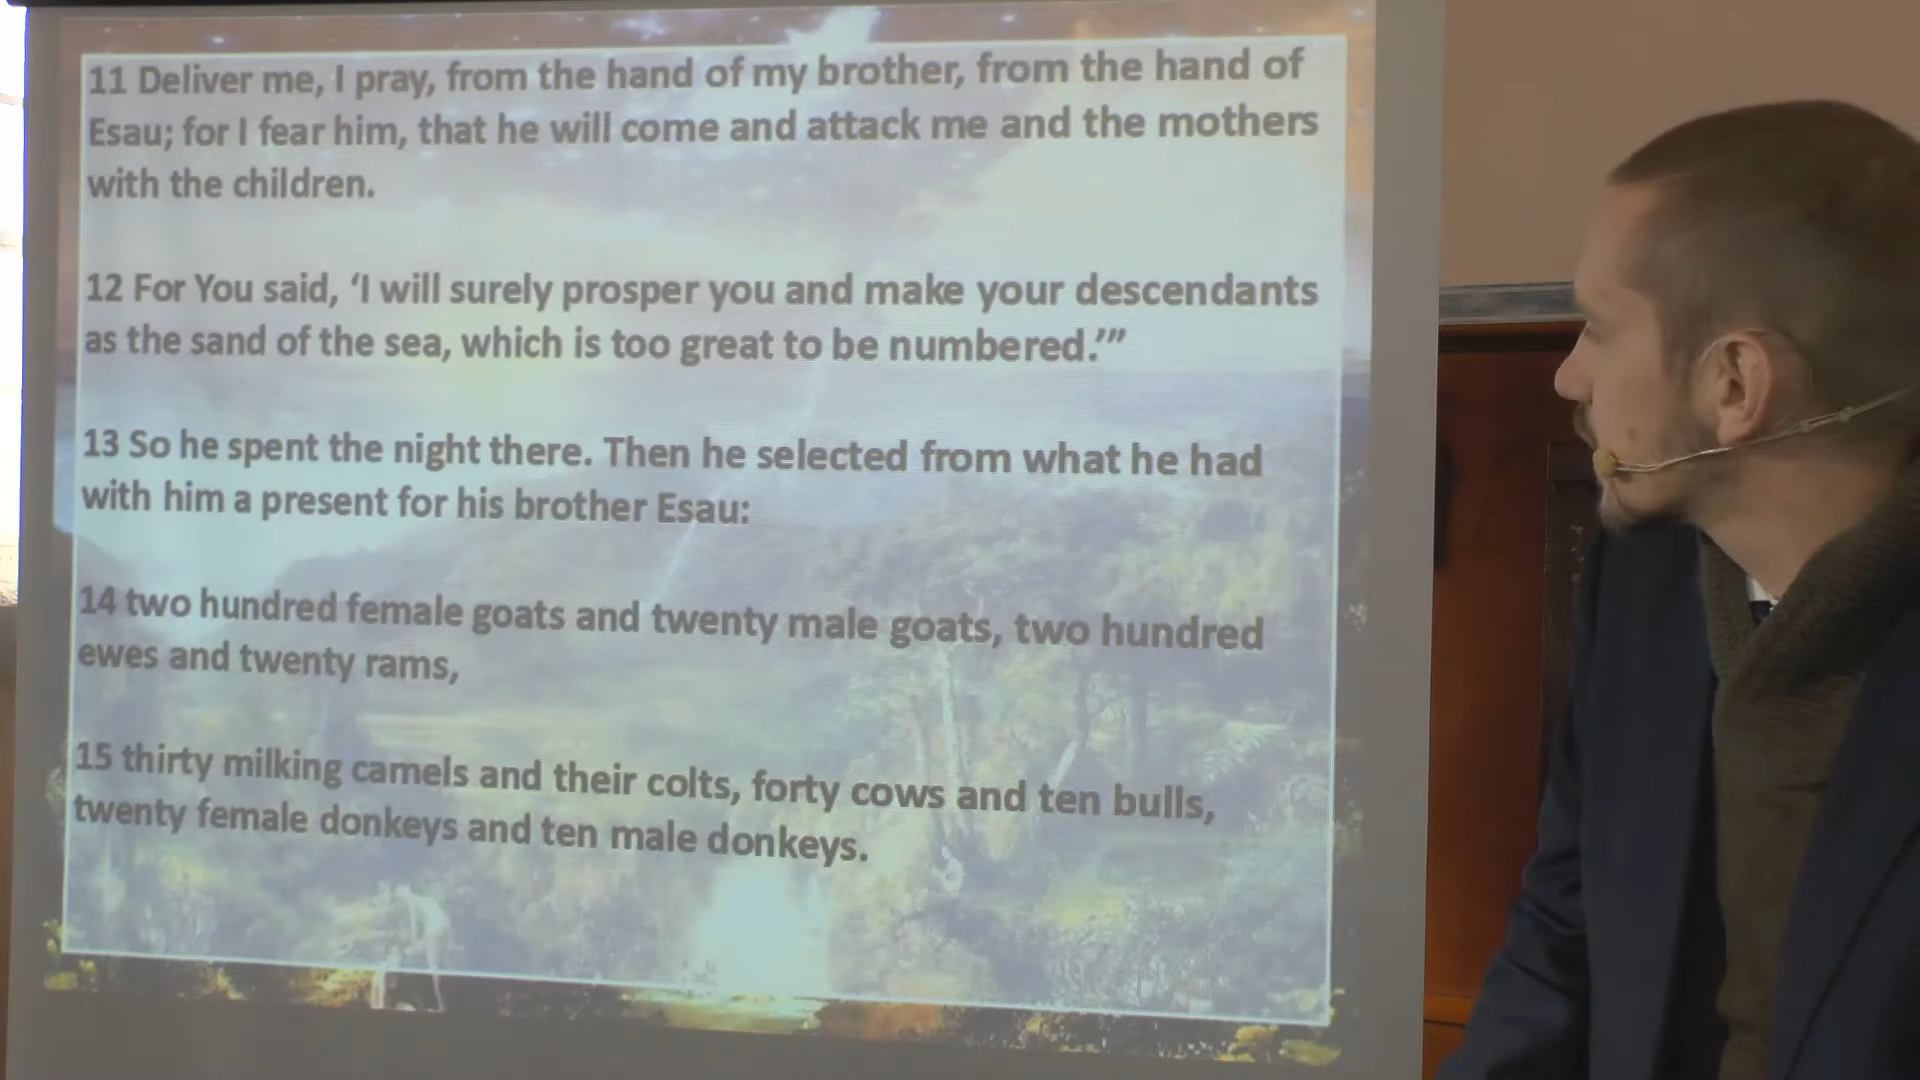 11 Deliver me, I pray, from the hand of my brother, from the hand of
Esau; for I fear him, that he will come and attack me and the mothers
with the children.
12 For You said, ‘I will surely prosper you and make your descendants
as the sand of the sea, which is too great to be numbered.’”
13 So he spent the night there. Then he selected from what he had
with him a present for his brother Esau:
14 two hundred female goats and twenty male goats, two hundred
ewes and twenty rams,
15 thirty milking camels and their colts, forty cows and ten bulls,
twenty female donkeys and ten male donkeys.